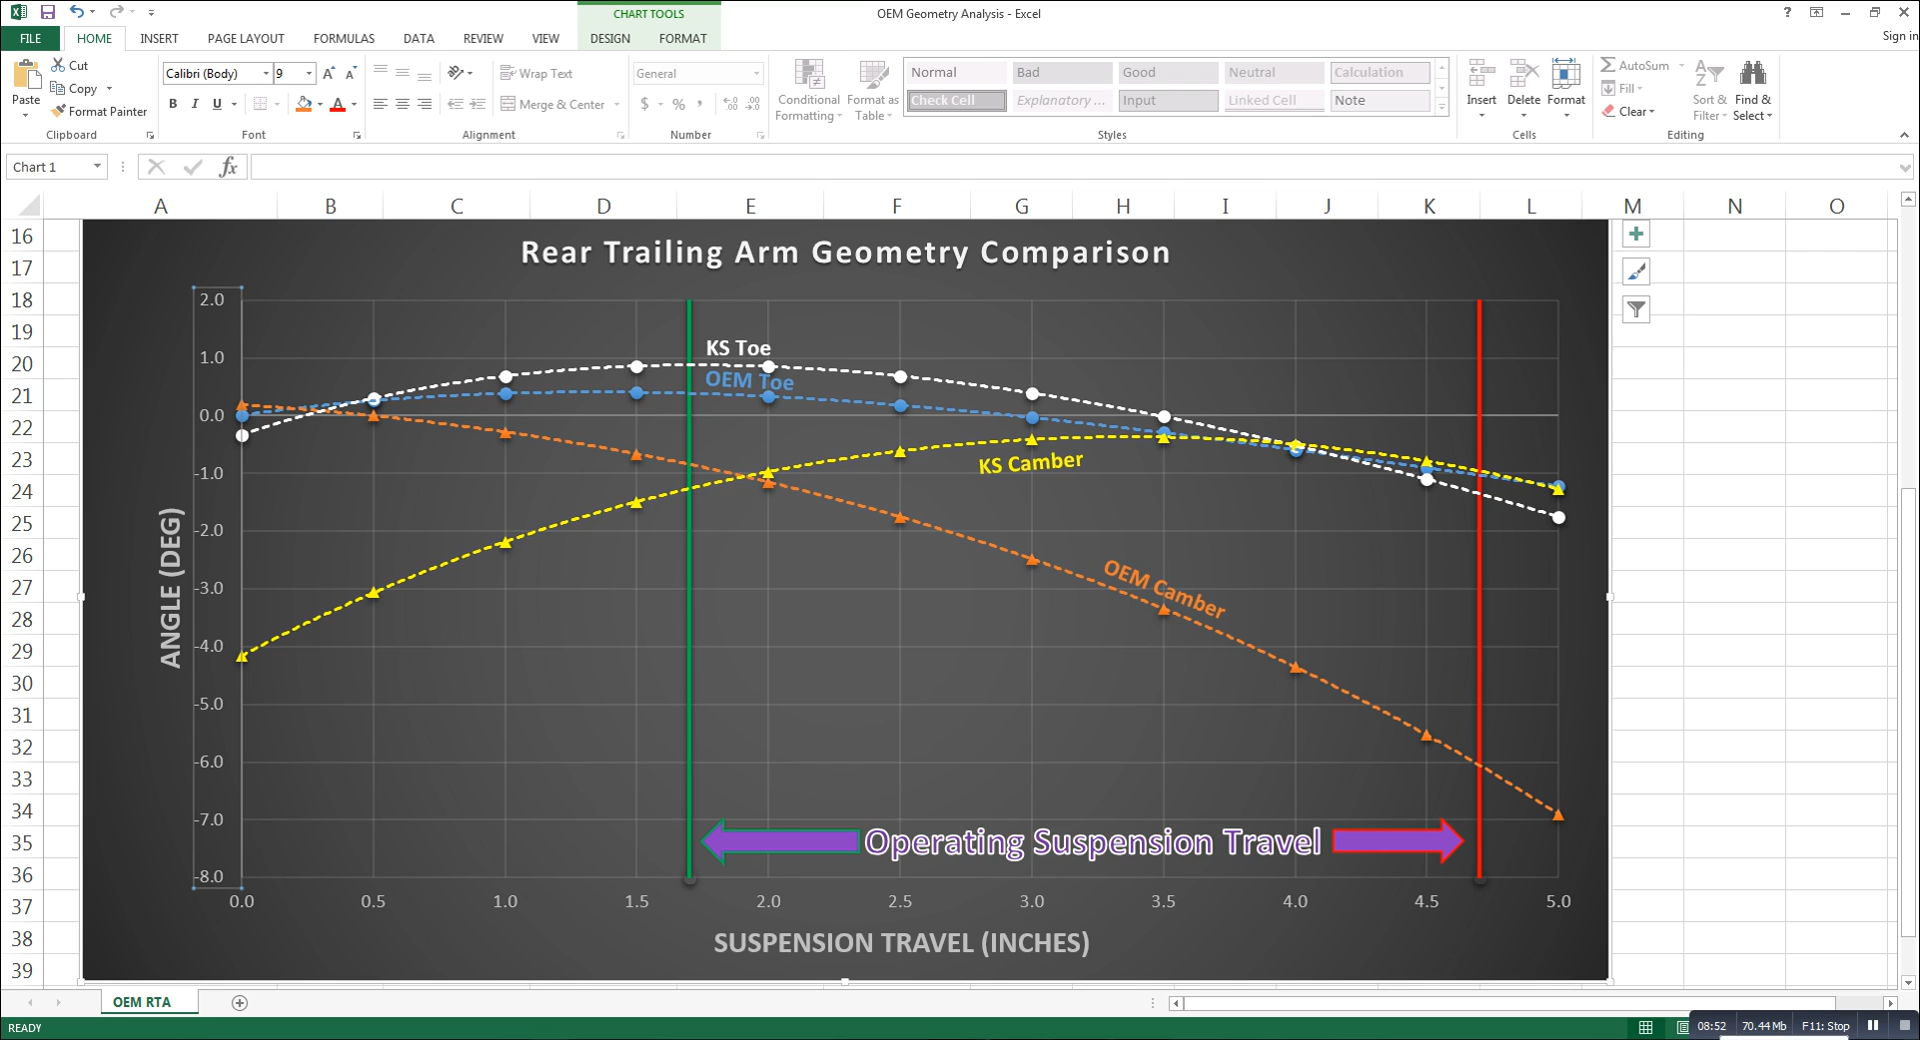 CHART TOOLS
OEM Geometry Analysis - Excel
?
Sign in
FILE HOME INSERT PAGE LAYOUT FORMULAS DATA REVIEW VIEW DESIGN FORMAT
Paste
Cut
Copy
Format Painter
Clipboard
Calibri (Body) 9 A A
B I U A
Font
Wrap Text
Merge & Center
Alignment
General
$ % ,
Number
Conditional Formatting
Format as Table
Normal Bad Good Neutral Calculation
Check Cell Explanatory ... Input Linked Cell Note
Styles
Insert Delete Format
Cells
AutoSum
Fill
Clear
Sort & Filter
Find & Select
Editing
Chart 1
fx
A B C D E F G H I J K L M N O
16
17
18
19
20
21
22
23
24
25
26
27
28
29
30
31
32
33
34
35
36
37
38
39
Rear Trailing Arm Geometry Comparison
2.0
1.0
0.0
-1.0
-2.0
-3.0
-4.0
-5.0
-6.0
-7.0
-8.0
ANGLE (DEG)
KS Toe
OEM Toe
KS Camber
OEM Camber
Operating Suspension Travel
0.0 0.5 1.0 1.5 2.0 2.5 3.0 3.5 4.0 4.5 5.0
SUSPENSION TRAVEL (INCHES)
OEM RTA
READY
08:52 70.44 Mb F11: Stop